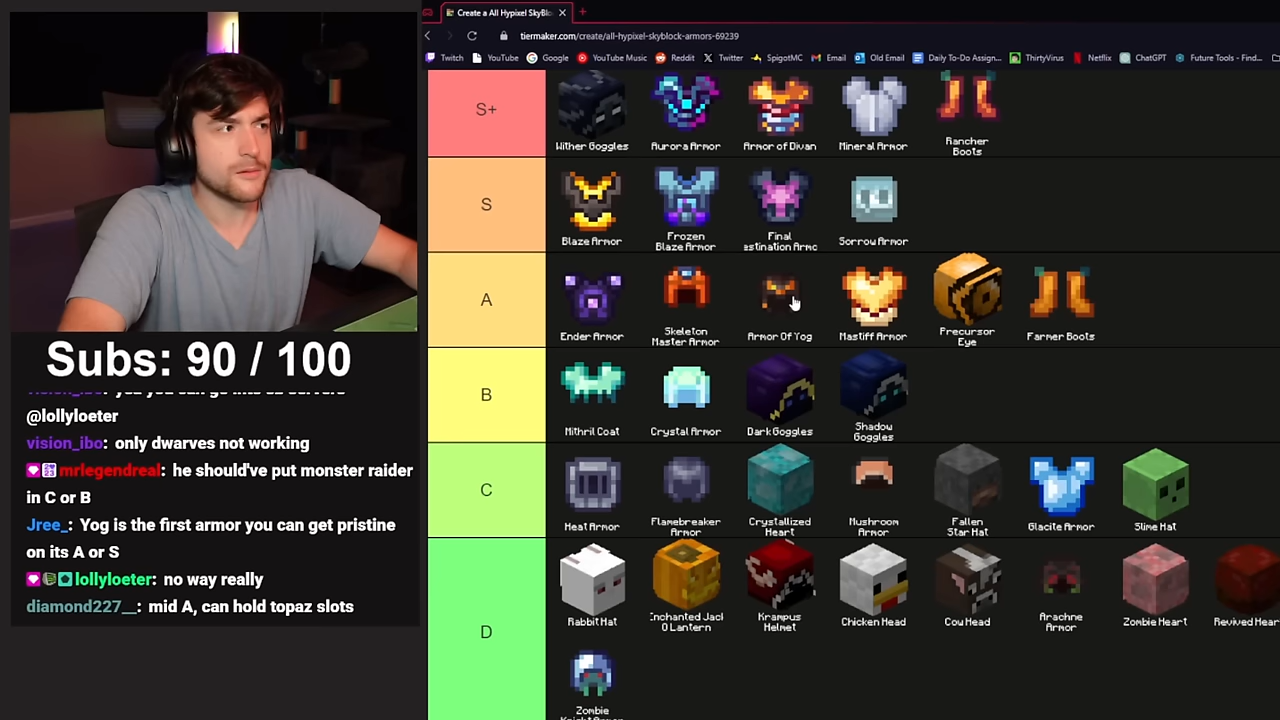 Create a All Hypixel SkyBlo
tiermaker.com/create/all-hypixel-skyblock-armors-69239
Twitch YouTube Google YouTube Music Reddit Twitter SpigotMC Email Old Email Daily To-Do Assign... ThirtyVirus Netflix ChatGPT Future Tools - Find...
S+
Wither Goggles
Aurora Armor
Armor of Divan
Mineral Armor
Rancher
Boots
S
Blaze Armor
Frozen
Blaze Armor
Final
estination Armo
Sorrow Armor
A
Ender Armor
Skeleton
Master Armor
Armor Of Yog
Mastiff Armor
Precursor
Eye
Farmer Boots
B
Mithril Coat
Crystal Armor
Dark Goggles
Shadow
Goggles
C
Heat Armor
Flamebreaker
Armor
Crystallized
Heart
Mushroom
Armor
Fallen
Star Hat
Glacite Armor
Slime Hat
D
Rabbit Hat
Enchanted Jack
O Lantern
Krampus
Helmet
Chicken Head
Cow Head
Arachne
Armor
Zombie Heart
Revived Hear
Zombie
Subs: 90 / 100
@lollyloeter
vision_ibo: only dwarves not working
mrlegendreal: he should've put monster raider
in C or B
Jree_: Yog is the first armor you can get pristine
on its A or S
lollyloeter: no way really
diamond227__: mid A, can hold topaz slots